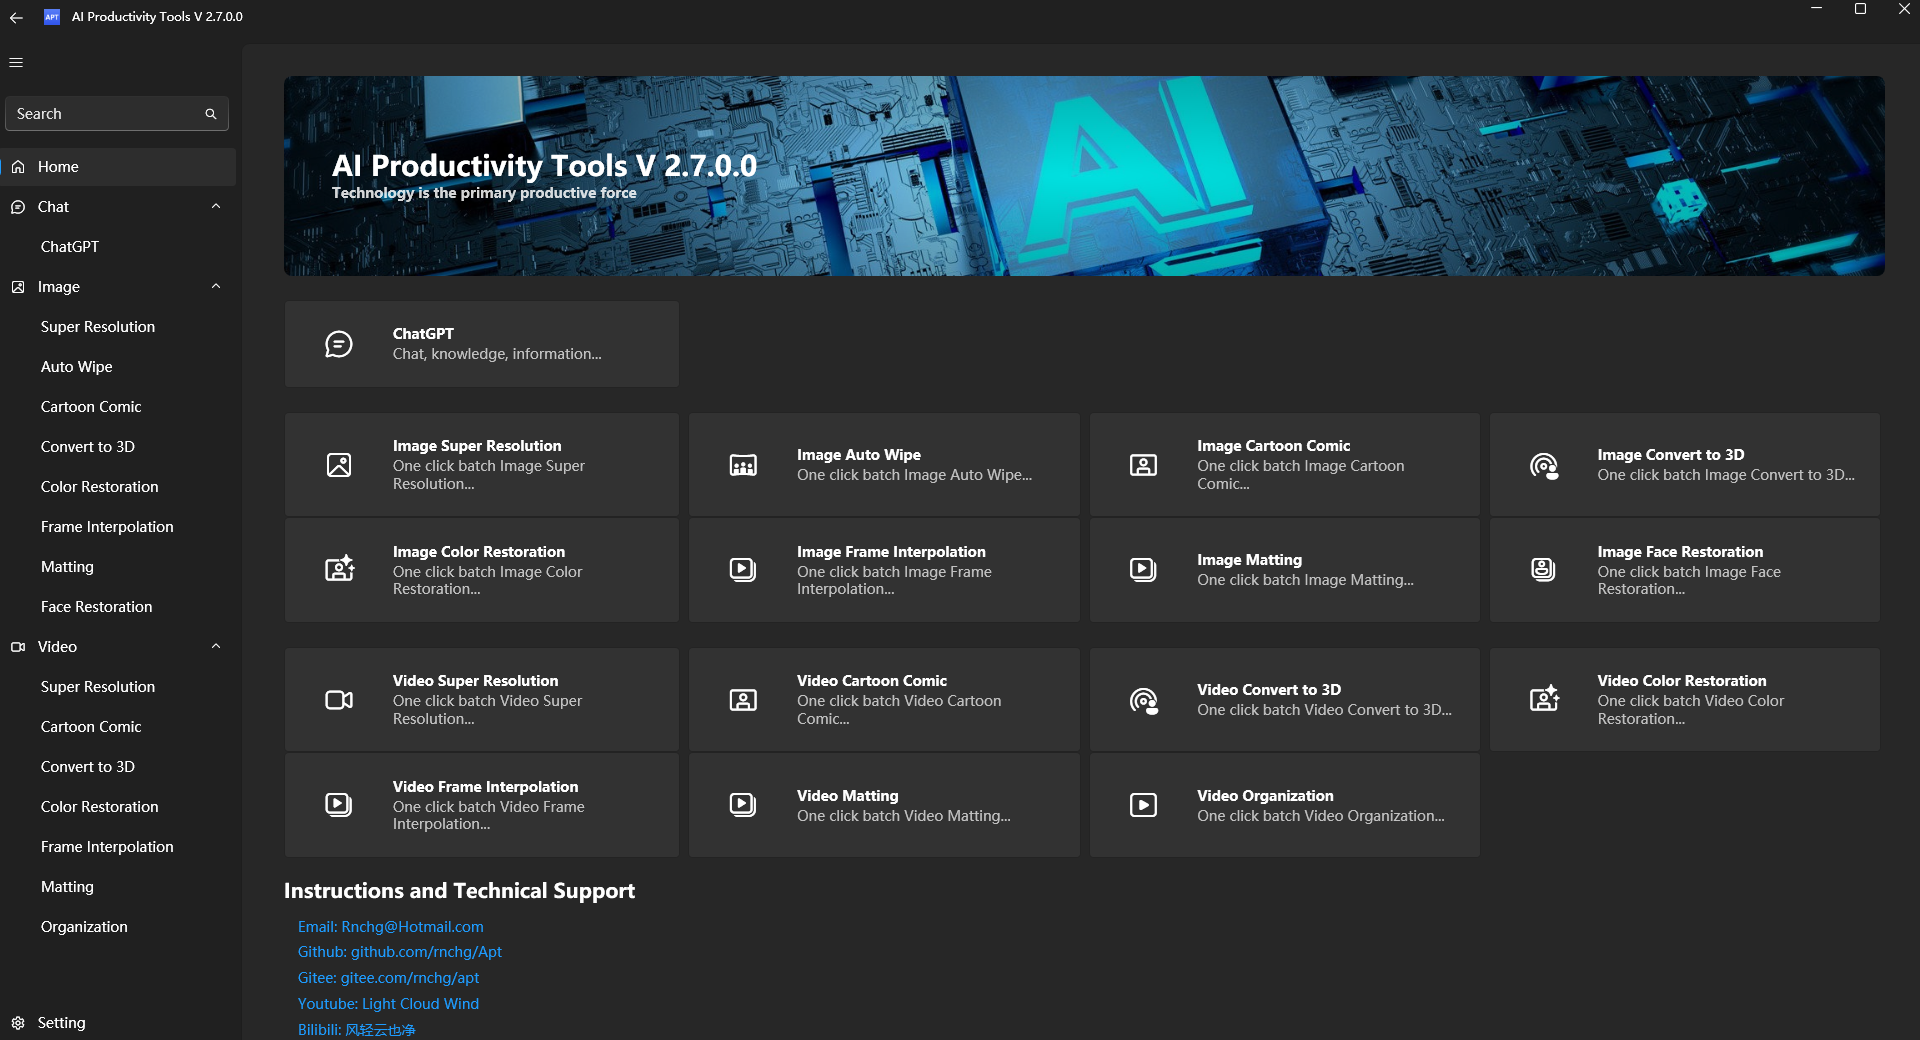 APT AI Productivity Tools V 2.7.0.0
Search
Home
Chat
ChatGPT
Image
Super Resolution
Auto Wipe
Cartoon Comic
Convert to 3D
Color Restoration
Frame Interpolation
Matting
Face Restoration
Video
Super Resolution
Cartoon Comic
Convert to 3D
Color Restoration
Frame Interpolation
Matting
Organization
Setting
AI
AI Productivity Tools V 2.7.0.0
Technology is the primary productive force
ChatGPT
Chat, knowledge, information...
Image Super Resolution
One click batch Image Super
Resolution...
Image Auto Wipe
One click batch Image Auto Wipe...
Image Cartoon Comic
One click batch Image Cartoon
Comic...
Image Convert to 3D
One click batch Image Convert to 3D...
Image Color Restoration
One click batch Image Color
Restoration...
Image Frame Interpolation
One click batch Image Frame
Interpolation...
Image Matting
One click batch Image Matting...
Image Face Restoration
One click batch Image Face
Restoration...
Video Super Resolution
One click batch Video Super
Resolution...
Video Cartoon Comic
One click batch Video Cartoon
Comic...
Video Convert to 3D
One click batch Video Convert to 3D...
Video Color Restoration
One click batch Video Color
Restoration...
Video Frame Interpolation
One click batch Video Frame
Interpolation...
Video Matting
One click batch Video Matting...
Video Organization
One click batch Video Organization...
Instructions and Technical Support
Email: Rnchg@Hotmail.com
Github: github.com/rnchg/Apt
Gitee: gitee.com/rnchg/apt
Youtube: Light Cloud Wind
Bilibili: 风轻云也净